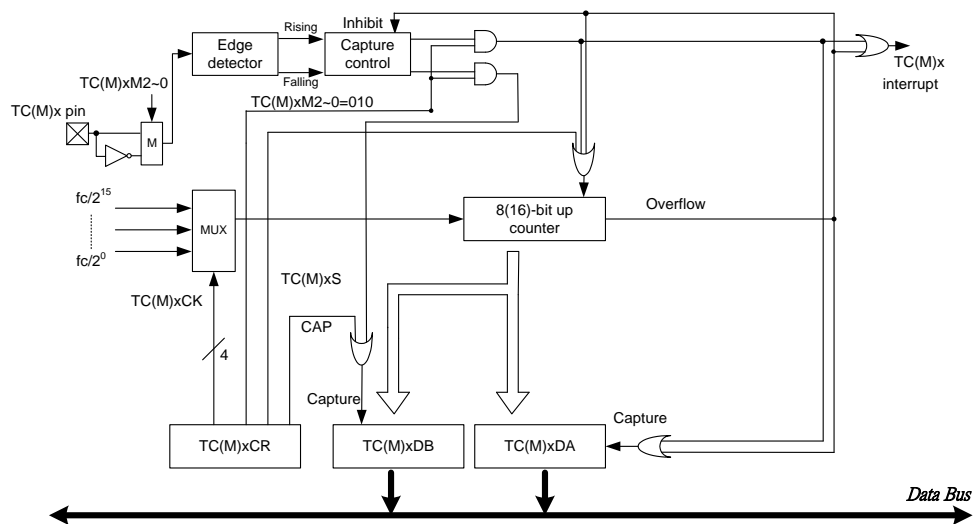 Rising
Inhibit
Edge
detector
Capture
control
Falling
TC(M)x
interrupt
TC(M)xM2~0
TC(M)xM2~0=010
TC(M)x pin
M
fc/2¹⁵
MUX
8(16)-bit up
counter
Overflow
fc/2⁰
TC(M)xCK
TC(M)xS
CAP
4
Capture
Capture
TC(M)xCR
TC(M)xDB
TC(M)xDA
Data Bus